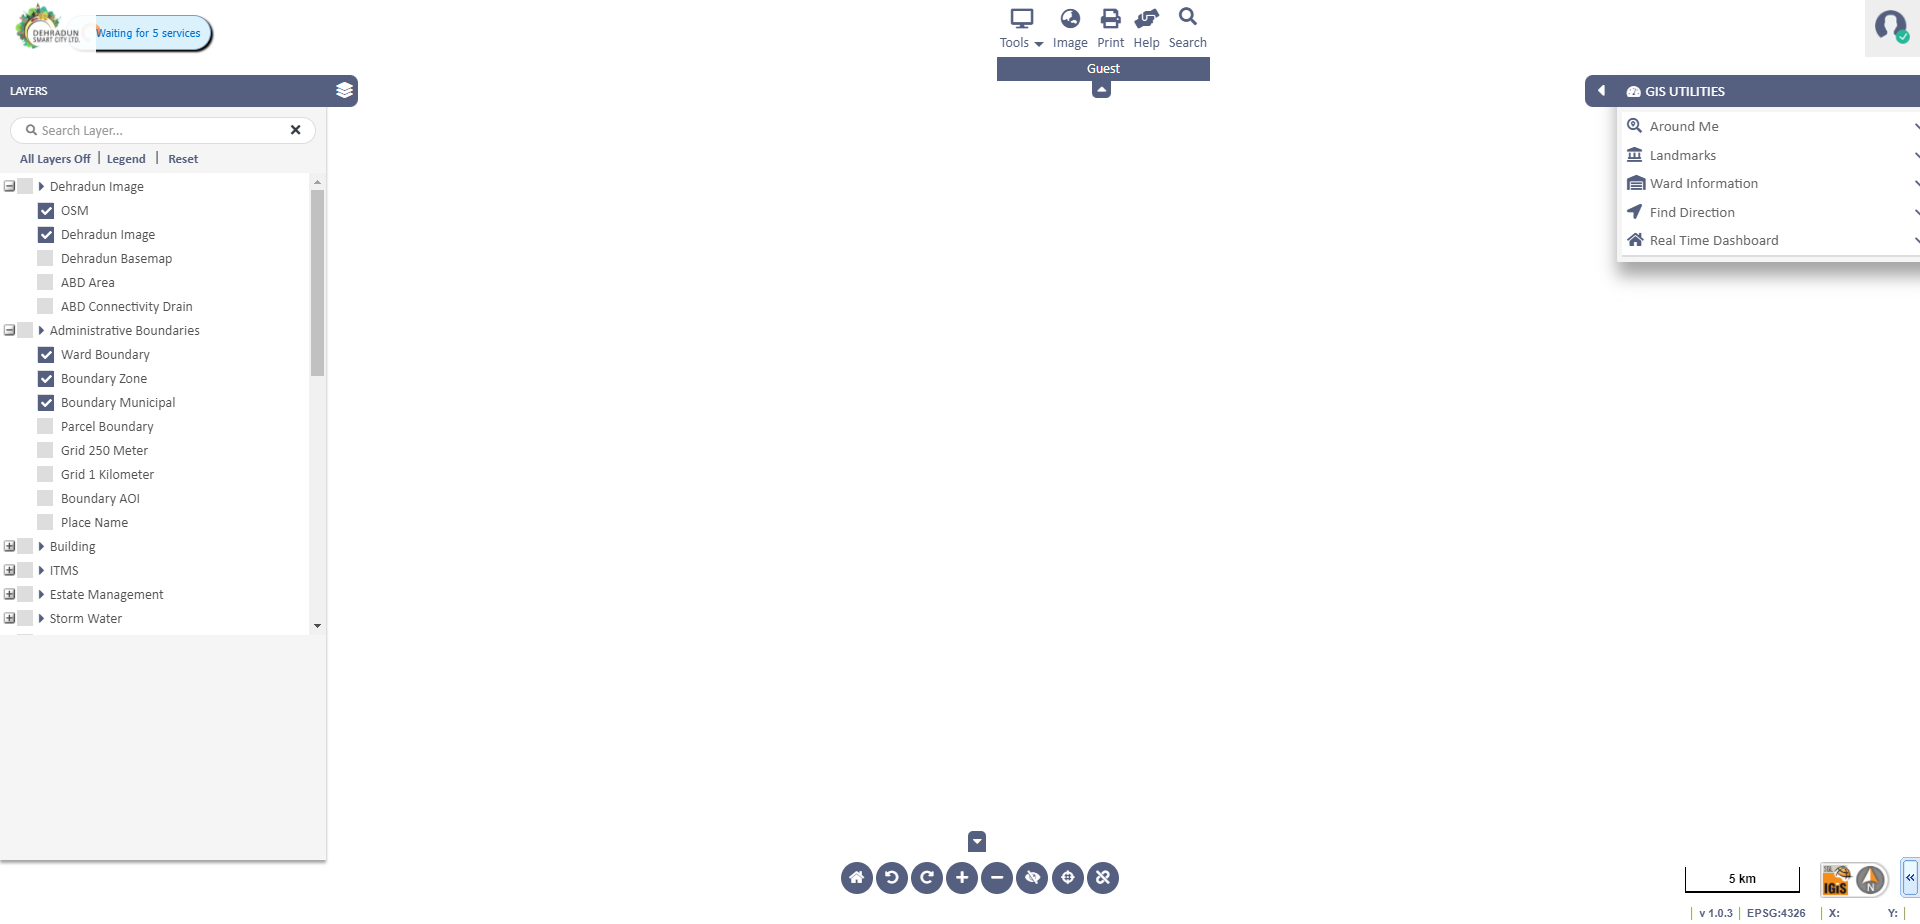 DEHRADUN
SMART CITY LTD.
Waiting for 5 services
Tools
Image
Print
Help
Search
Guest
LAYERS
Search Layer...
All Layers Off
Legend
Reset
Dehradun Image
OSM
Dehradun Image
Dehradun Basemap
ABD Area
ABD Connectivity Drain
Administrative Boundaries
Ward Boundary
Boundary Zone
Boundary Municipal
Parcel Boundary
Grid 250 Meter
Grid 1 Kilometer
Boundary AOI
Place Name
Building
ITMS
Estate Management
Storm Water
GIS UTILITIES
Around Me
Landmarks
Ward Information
Find Direction
Real Time Dashboard
5 km
IGiS
N
v 1.0.3
EPSG:4326
X:
Y: